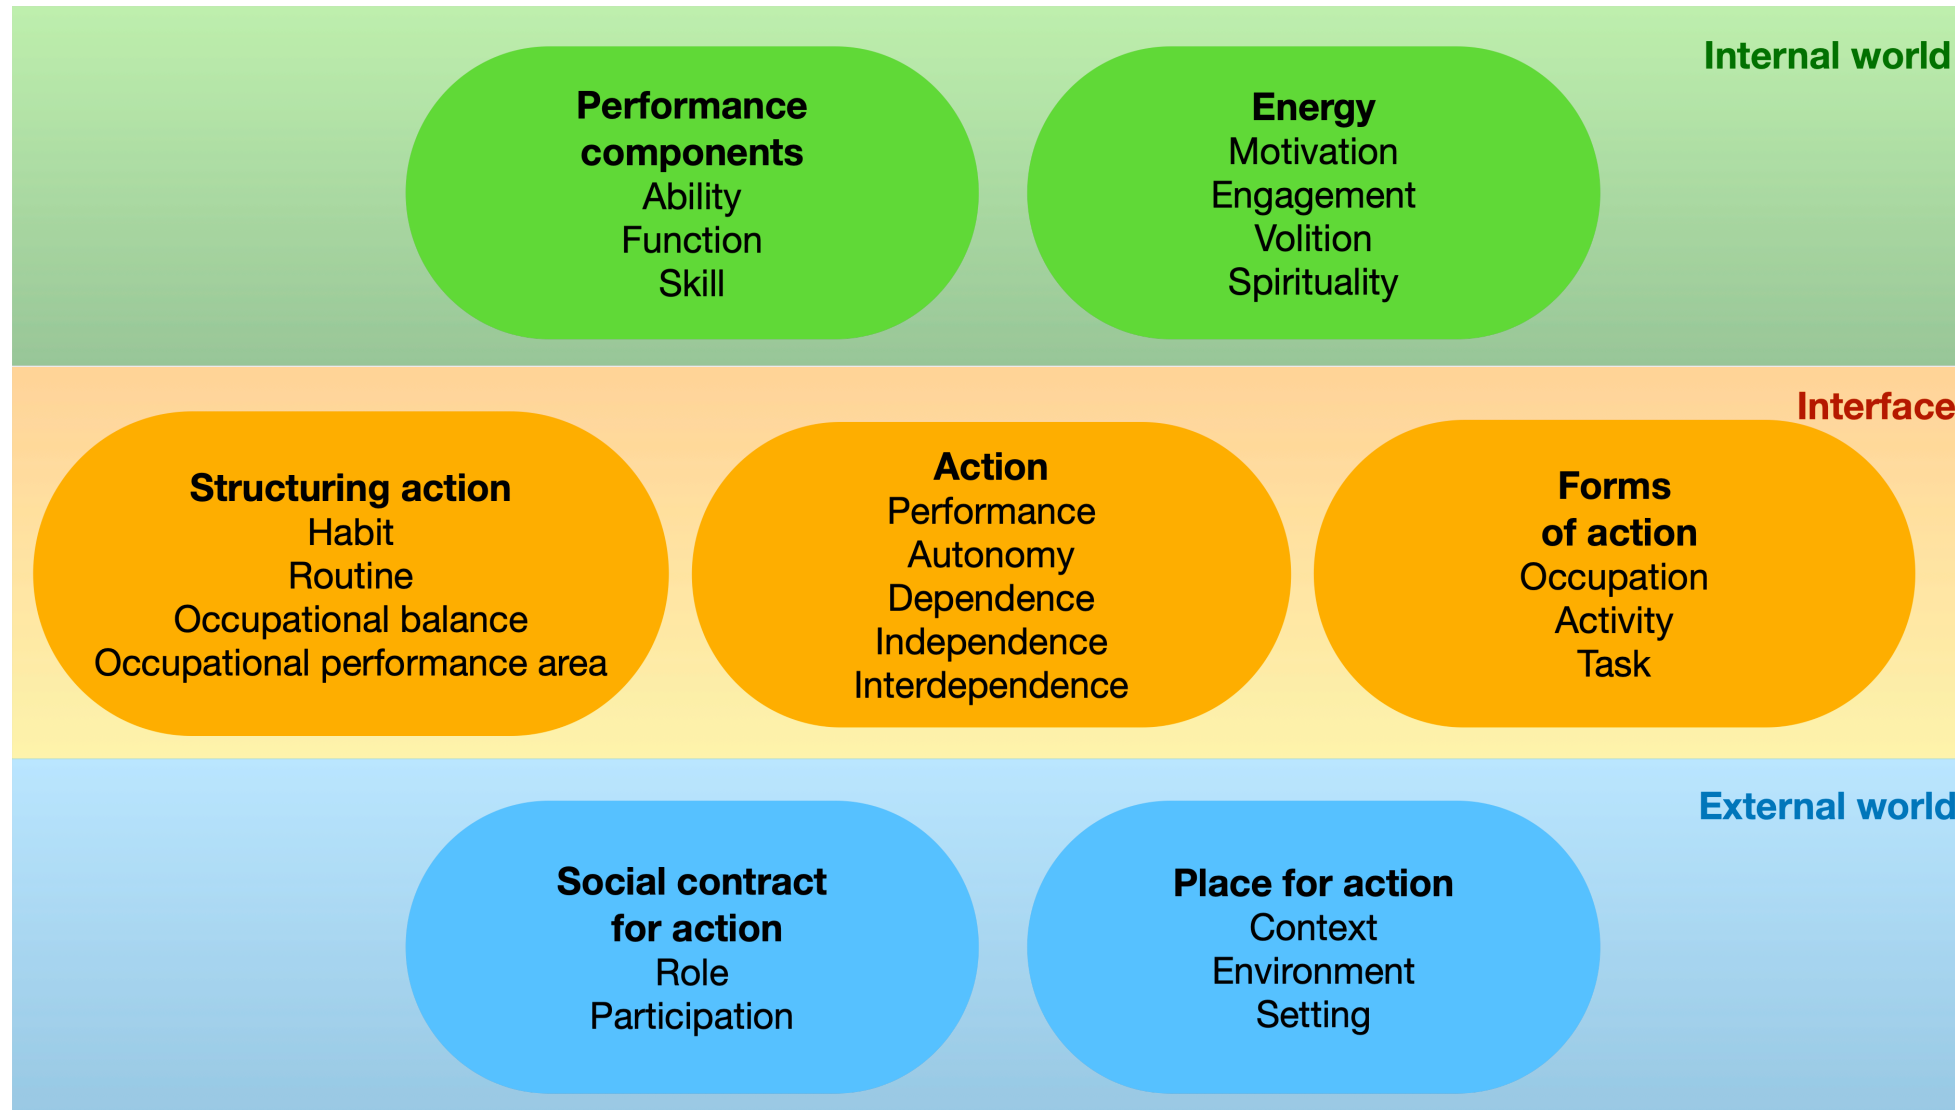 Internal world
Performance
components
Ability
Function
Skill
Energy
Motivation
Engagement
Volition
Spirituality
Interface
Structuring action
Habit
Routine
Occupational balance
Occupational performance area
Action
Performance
Autonomy
Dependence
Independence
Interdependence
Forms
of action
Occupation
Activity
Task
External world
Social contract
for action
Role
Participation
Place for action
Context
Environment
Setting